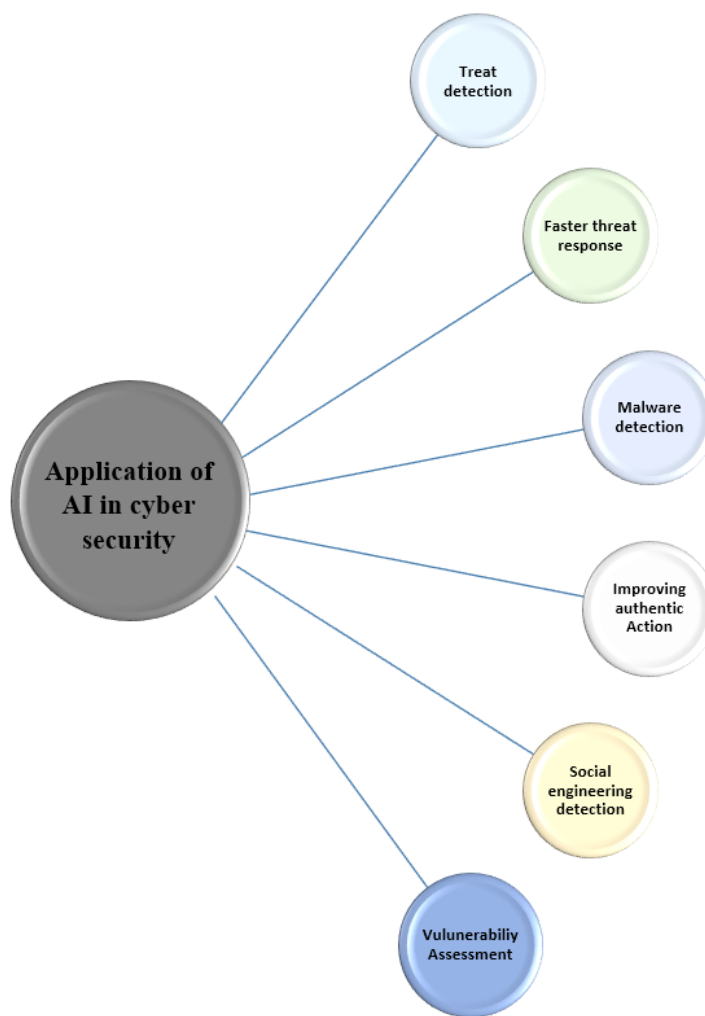 Treat
detection
Faster threat
response
Malware
detection
Application of
AI in cyber
security
Improving
authentic
Action
Social
engineering
detection
Vulunerabiliy
Assessment